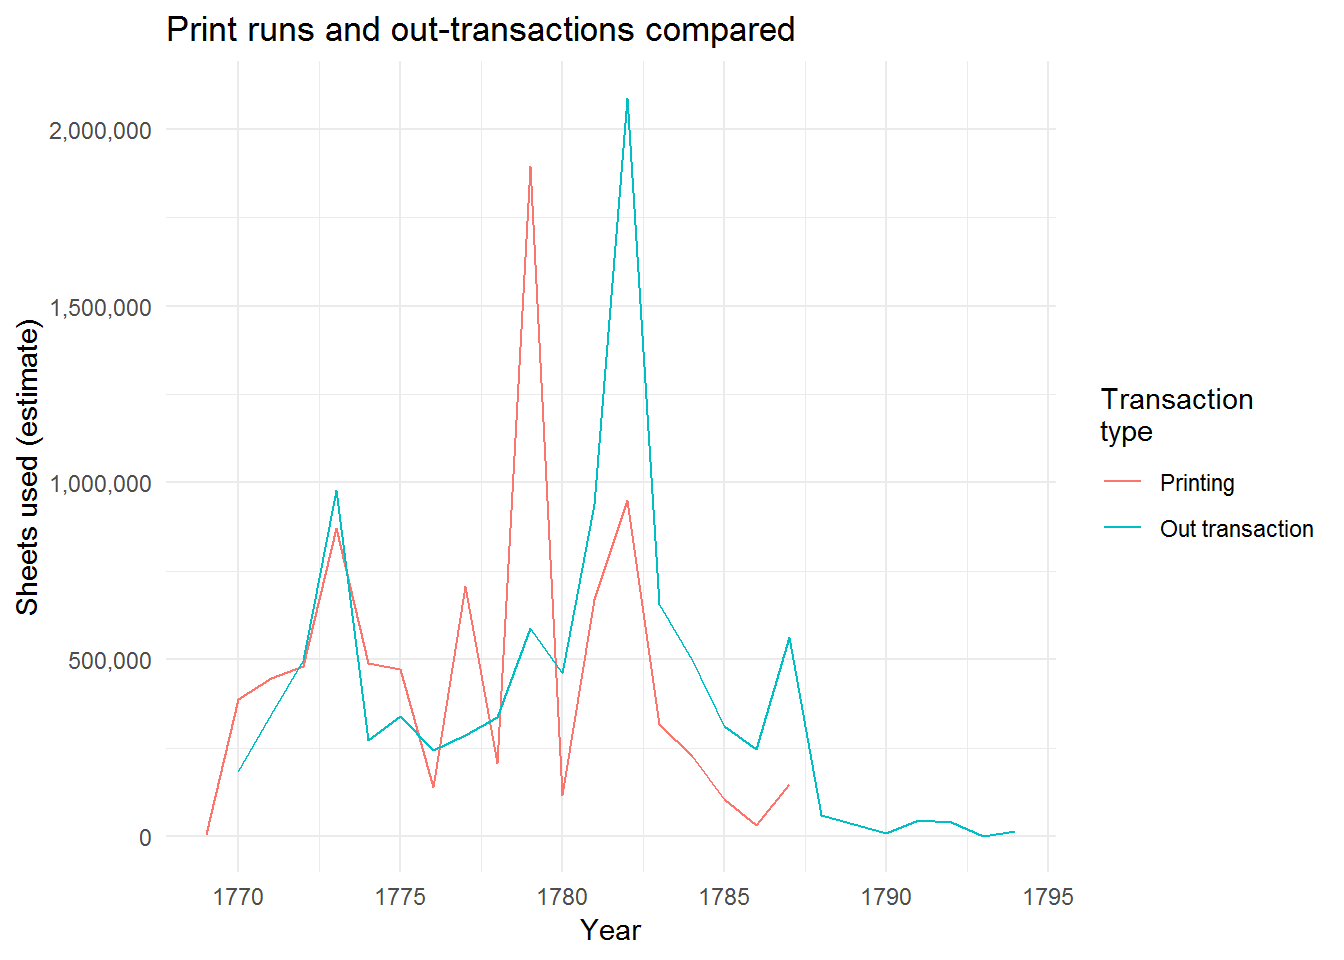 Print runs and out-transactions compared
2,000,000
1,500,000
1,000,000
500,000
0
Sheets used (estimate)
1770
1775
1780
1785
1790
1795
Year
Transaction
type
Printing
Out transaction